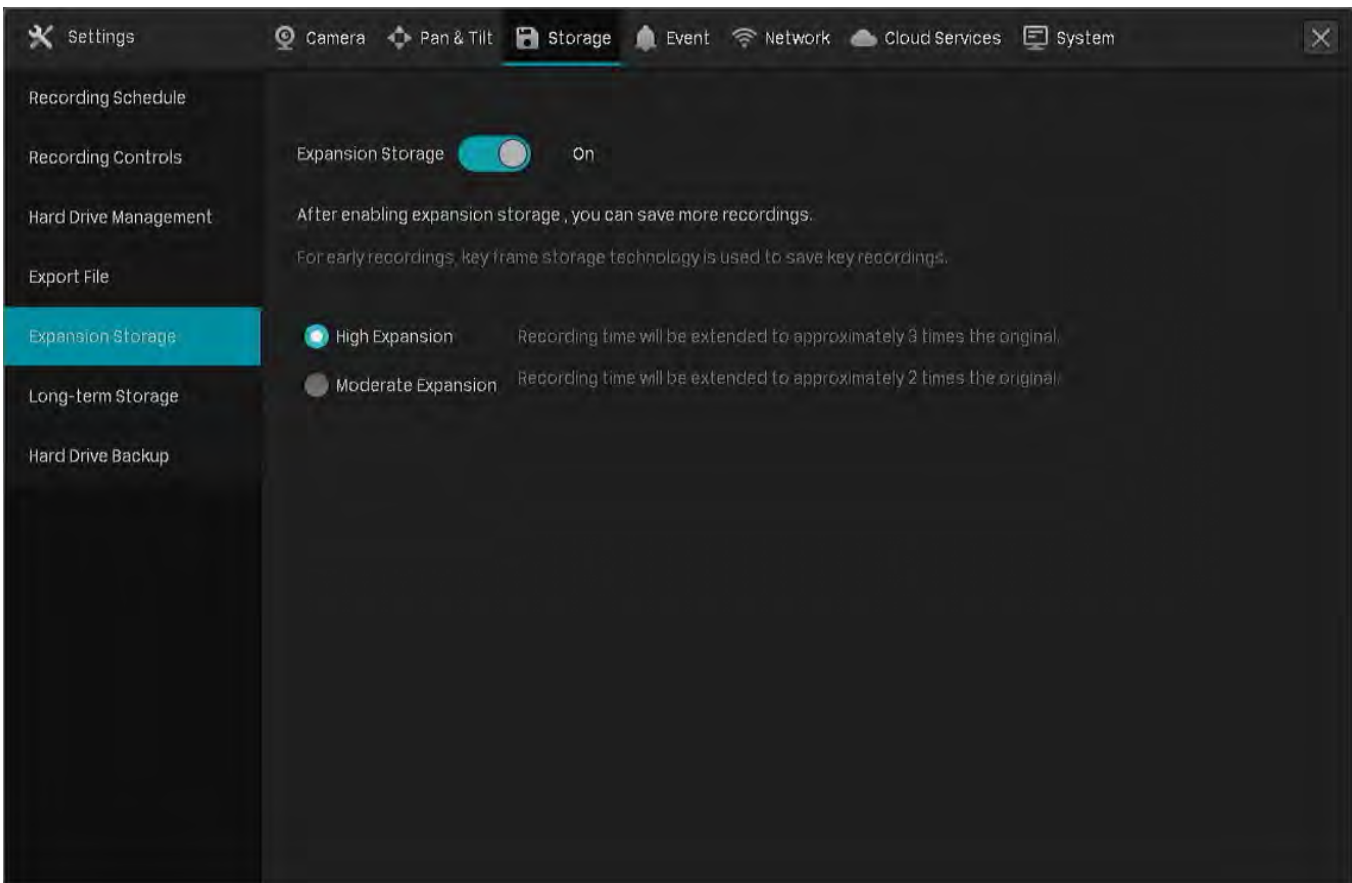 Settings
Camera
Pan & Tilt
Storage
Event
Network
Cloud Services
System
Recording Schedule
Recording Controls
Hard Drive Management
Export File
Expansion Storage
Long-term Storage
Hard Drive Backup
Expansion Storage On
After enabling expansion storage , you can save more recordings.
For early recordings, key frame storage technology is used to save key recordings.
High Expansion Recording time will be extended to approximately 3 times the original.
Moderate Expansion Recording time will be extended to approximately 2 times the original.